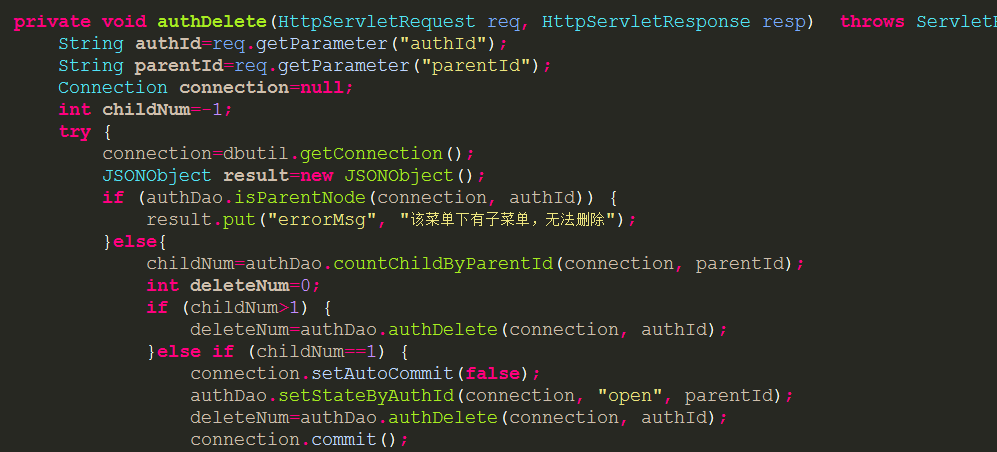 private void authDelete(HttpServletRequest req, HttpServletResponse resp)  throws Servlet
    String authId=req.getParameter("authId");
    String parentId=req.getParameter("parentId");
    Connection connection=null;
    int childNum=-1;
    try {
        connection=dbutil.getConnection();
        JSONObject result=new JSONObject();
        if (authDao.isParentNode(connection, authId)) {
            result.put("errorMsg", "该菜单下有子菜单，无法删除");
        }else{
            childNum=authDao.countChildByParentId(connection, parentId);
            int deleteNum=0;
            if (childNum>1) {
                deleteNum=authDao.authDelete(connection, authId);
            }else if (childNum==1) {
                connection.setAutoCommit(false);
                authDao.setStateByAuthId(connection, "open", parentId);
                deleteNum=authDao.authDelete(connection, authId);
                connection.commit();